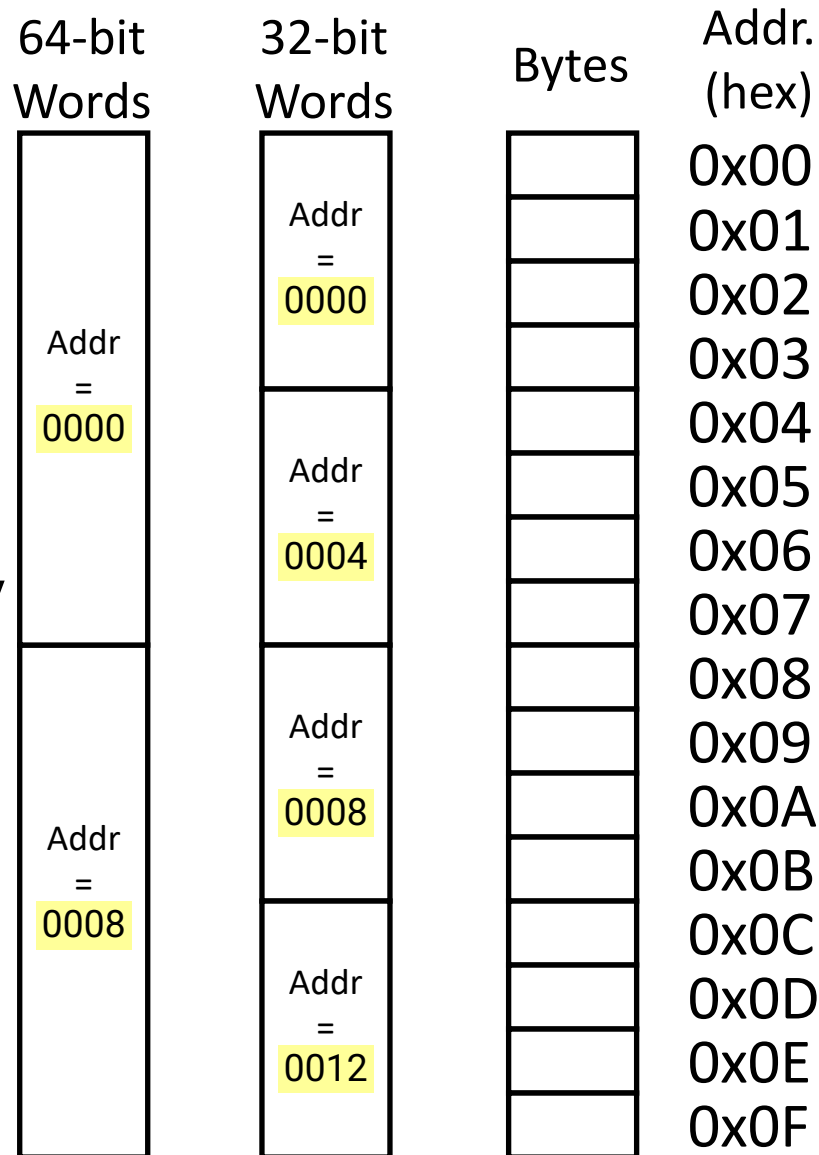 64-bit
Words
32-bit
Words
Bytes
Addr.
(hex)
Addr
=
0000
Addr
=
0008
Addr
=
0000
Addr
=
0004
Addr
=
0008
Addr
=
0012
0x00
0x01
0x02
0x03
0x04
0x05
0x06
0x07
0x08
0x09
0x0A
0x0B
0x0C
0x0D
0x0E
0x0F